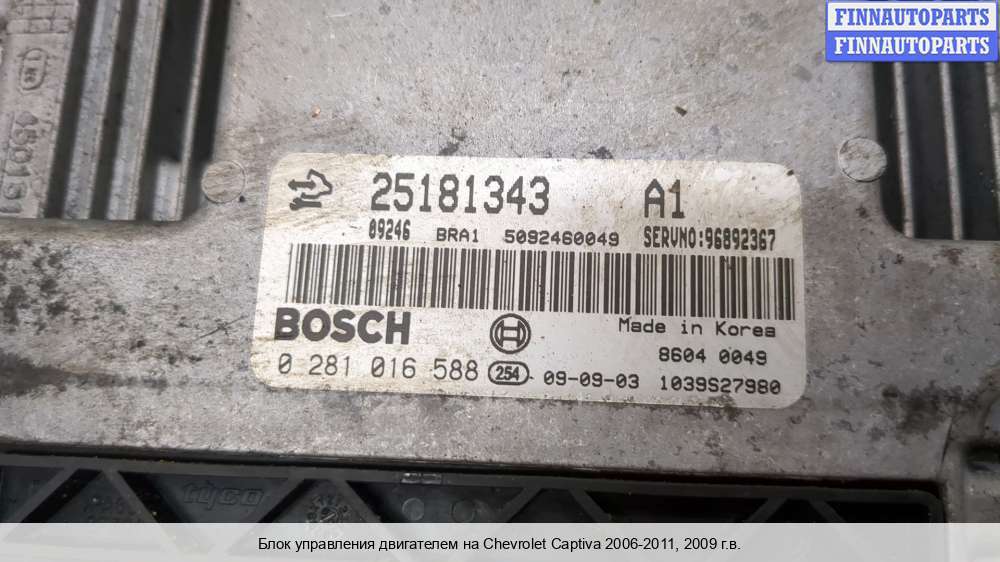 FINNAUTOPARTS
FINNAUTOPARTS
25181343 A1
09246 BRA1 5092460049 SERVNO:96892367
BOSCH Made in Korea
8604 0049
0 281 016 588 254 09-09-03 1039S27980
tyco
Блок управления двигателем на Chevrolet Captiva 2006-2011, 2009 г.в.